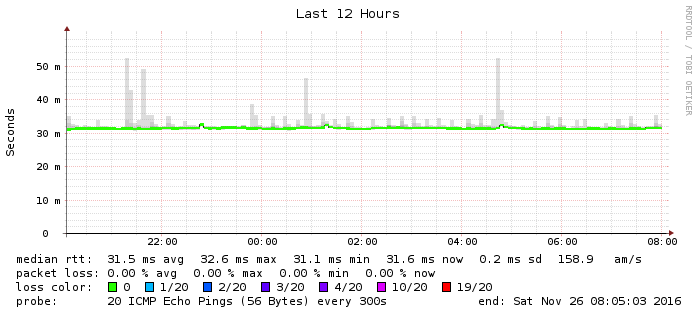 Last 12 Hours
RRDTOOL / TOBI OETIKER
Seconds
50 m
40 m
30 m
20 m
10 m
0
22:00 00:00 02:00 04:00 06:00 08:00
median rtt: 31.5 ms avg 32.6 ms max 31.1 ms min 31.6 ms now 0.2 ms sd 158.9 am/s
packet loss: 0.00 % avg 0.00 % max 0.00 % min 0.00 % now
loss color: 0 1/20 2/20 3/20 4/20 10/20 19/20
probe: 20 ICMP Echo Pings (56 Bytes) every 300s end: Sat Nov 26 08:05:03 2016